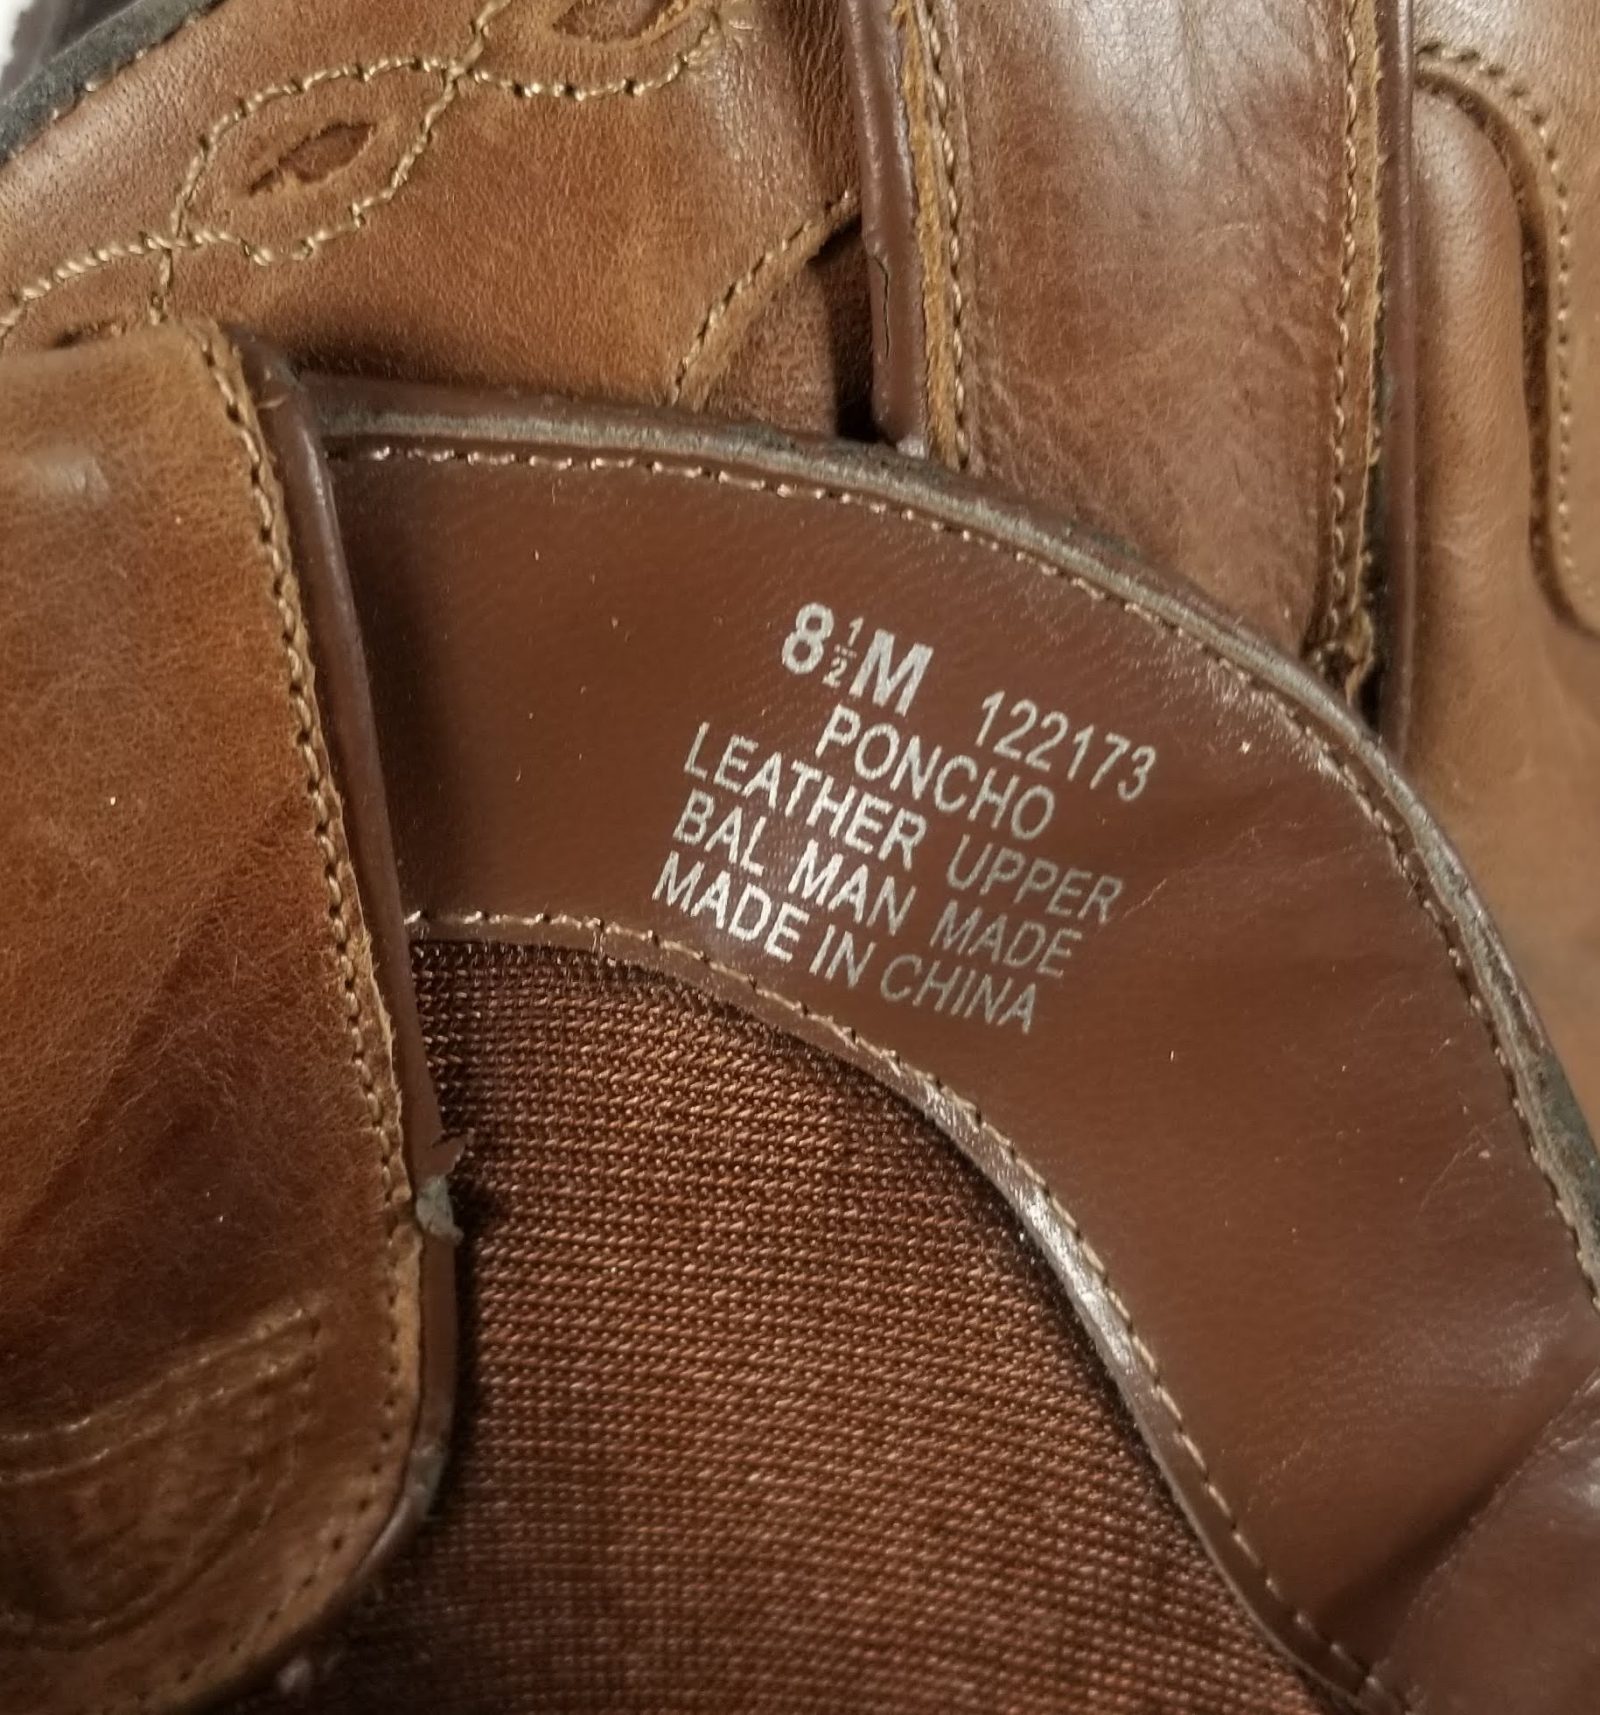 8½M 122173
PONCHO
LEATHER UPPER
BAL MAN MADE
MADE IN CHINA